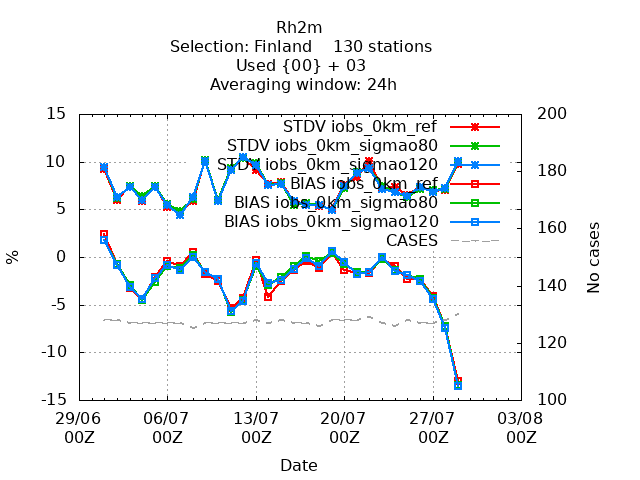 Rh2m
Selection: Finland    130 stations
Used {00} + 03
Averaging window: 24h
STDV iobs_0km_ref
STDV iobs_0km_sigmao80
STDV iobs_0km_sigmao120
BIAS iobs_0km_ref
BIAS iobs_0km_sigmao80
BIAS iobs_0km_sigmao120
CASES
15
10
5
0
-5
-10
-15
%
200
180
160
140
120
100
No cases
29/06 06/07 13/07 20/07 27/07 03/08
00Z 00Z 00Z 00Z 00Z 00Z
Date